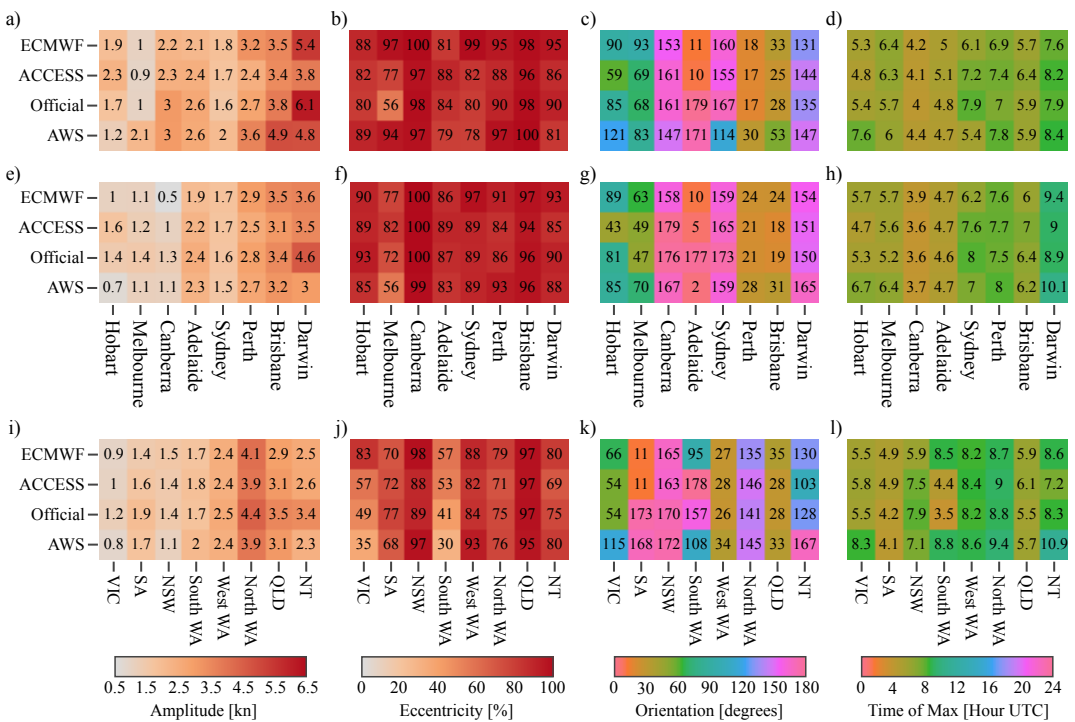 a) b) c) d)
ECMWF 1.9 1 2.2 2.1 1.8 3.2 3.5 5.4 88 97 100 81 99 95 98 95 90 93 153 11 160 18 33 131 5.3 6.4 4.2 5 6.1 6.9 5.7 7.6
ACCESS 2.3 0.9 2.3 2.4 1.7 2.4 3.4 3.8 82 77 97 88 82 88 96 86 59 69 161 10 155 17 25 144 4.8 6.3 4.1 5.1 7.2 7.4 6.4 8.2
Official 1.7 1 3 2.6 1.6 2.7 3.8 6.1 80 56 98 84 80 90 98 90 85 68 161 179 167 17 28 135 5.4 5.7 4 4.8 7.9 7 5.9 7.9
AWS 1.2 2.1 3 2.6 2 3.6 4.9 4.8 89 94 97 79 78 97 100 81 121 83 147 171 114 30 53 147 7.6 6 4.4 4.7 5.4 7.8 5.9 8.4
e) f) g) h)
ECMWF 1 1.1 0.5 1.9 1.7 2.9 3.5 3.6 90 77 100 86 97 91 97 93 89 63 158 10 159 24 24 154 5.7 5.7 3.9 4.7 6.2 7.6 6 9.4
ACCESS 1.6 1.2 1 2.2 1.7 2.5 3.1 3.5 89 82 100 89 89 84 94 85 43 49 179 5 165 21 18 151 4.7 5.6 3.6 4.7 7.6 7.7 7 9
Official 1.4 1.4 1.3 2.4 1.6 2.8 3.4 4.6 93 72 100 87 89 86 96 90 81 47 176 177 173 21 19 150 5.3 5.2 3.6 4.6 8 7.5 6.4 8.9
AWS 0.7 1.1 1.1 2.3 1.5 2.7 3.2 3 85 56 99 83 89 93 96 88 85 70 167 2 159 28 31 165 6.7 6.4 3.7 4.7 7 8 6.2 10.1
Hobart Melbourne Canberra Adelaide Sydney Perth Brisbane Darwin Hobart Melbourne Canberra Adelaide Sydney Perth Brisbane Darwin Hobart Melbourne Canberra Adelaide Sydney Perth Brisbane Darwin Hobart Melbourne Canberra Adelaide Sydney Perth Brisbane Darwin
i) j) k) l)
ECMWF 0.9 1.4 1.5 1.7 2.4 4.1 2.9 2.5 83 70 98 57 88 79 97 80 66 11 165 95 27 135 35 130 5.5 4.9 5.9 8.5 8.2 8.7 5.9 8.6
ACCESS 1 1.6 1.4 1.8 2.4 3.9 3.1 2.6 57 72 88 53 82 71 97 69 54 11 163 178 28 146 28 103 5.8 4.9 7.5 4.4 8.4 9 6.1 7.2
Official 1.2 1.9 1.4 1.7 2.5 4.4 3.5 3.4 49 77 89 41 84 75 97 75 54 173 170 157 26 141 28 128 5.5 4.2 7.9 3.5 8.2 8.8 5.5 8.3
AWS 0.8 1.7 1.1 2 2.4 3.9 3.1 2.3 35 68 97 30 93 76 95 80 115 168 172 108 34 145 33 167 8.3 4.1 7.1 8.8 8.6 9.4 5.7 10.9
VIC SA NSW South WA West WA North WA QLD NT VIC SA NSW South WA West WA North WA QLD NT VIC SA NSW South WA West WA North WA QLD NT VIC SA NSW South WA West WA North WA QLD NT
0.5 1.5 2.5 3.5 4.5 5.5 6.5 0 20 40 60 80 100 0 30 60 90 120 150 180 0 4 8 12 16 20 24
Amplitude [kn] Eccentricity [%] Orientation [degrees] Time of Max [Hour UTC]